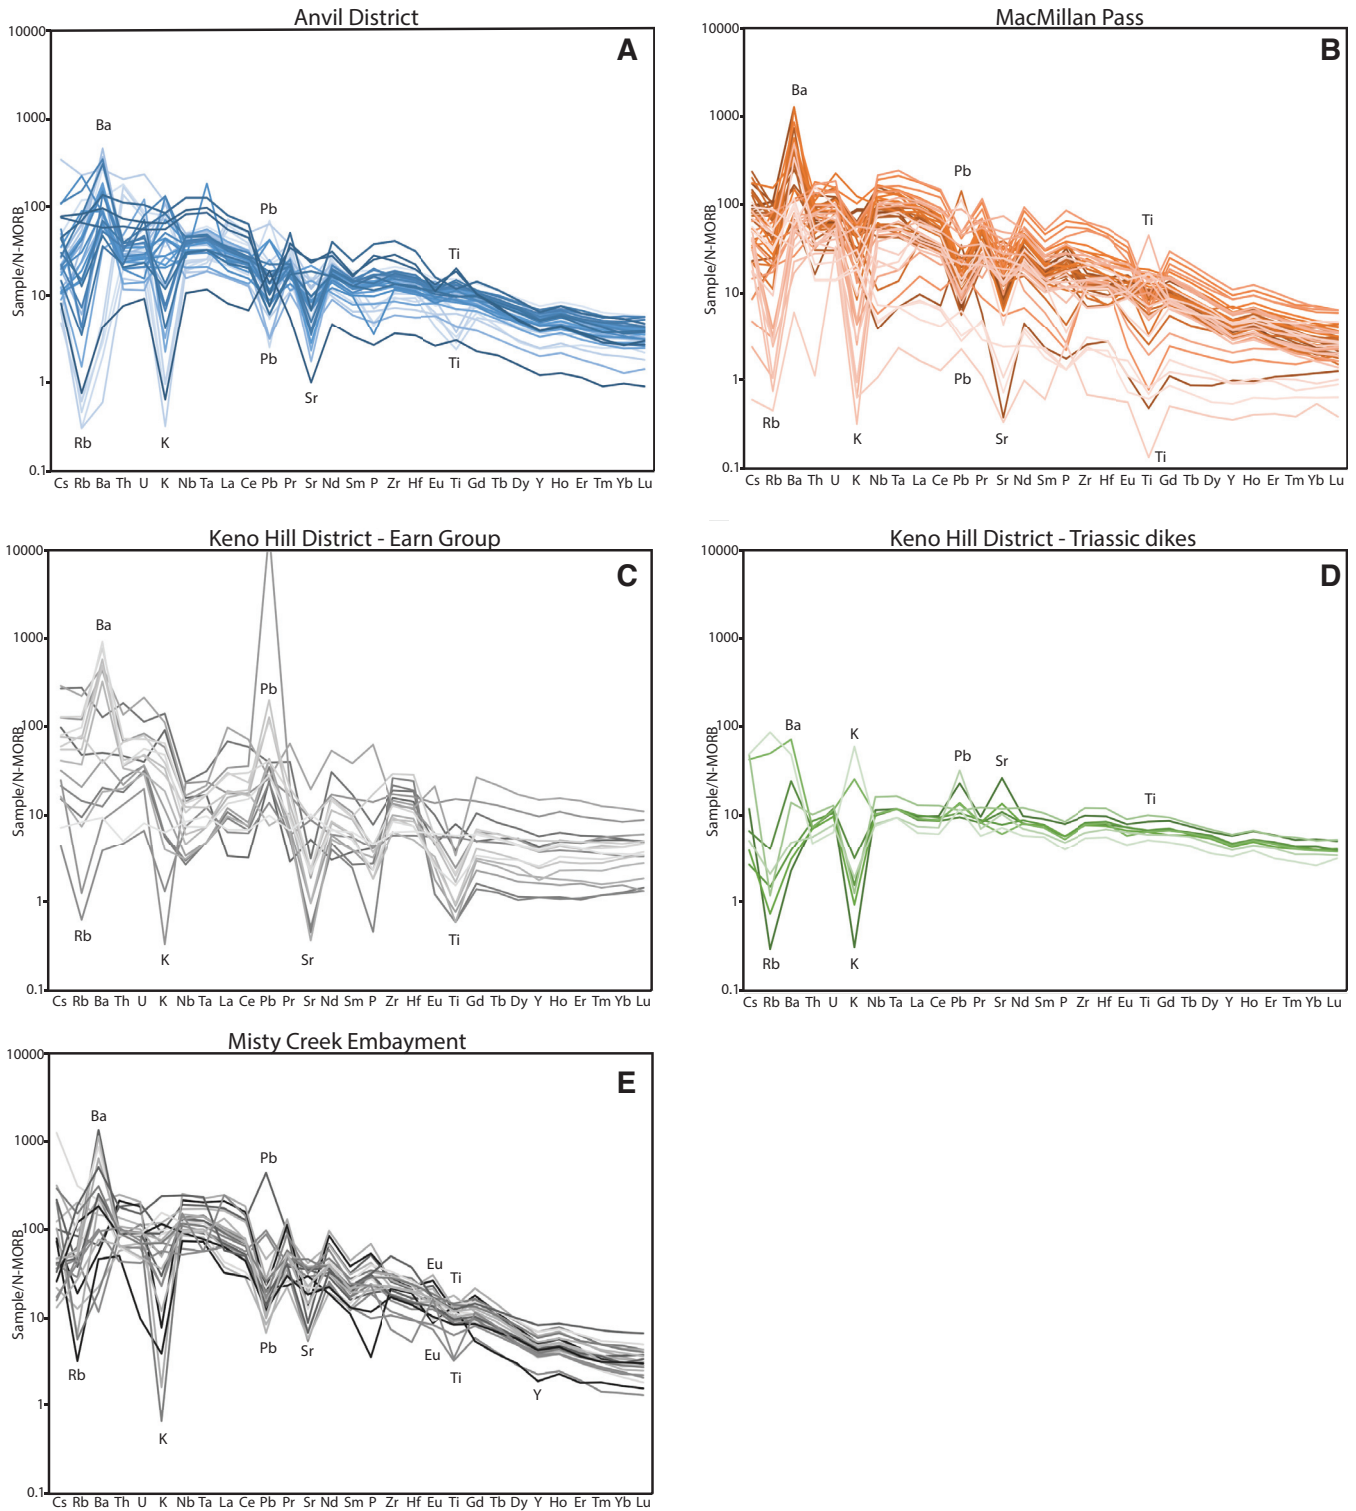 Anvil District
A
10000
1000
100
10
1
0.1
Sample/N-MORB
Ba
Pb
Ti
Pb
Ti
Sr
Rb
K
Cs Rb Ba Th U K Nb Ta La Ce Pb Pr Sr Nd Sm P Zr Hf Eu Ti Gd Tb Dy Y Ho Er Tm Yb Lu
MacMillan Pass
B
10000
1000
100
10
1
0.1
Sample/N-MORB
Ba
Pb
Ti
Pb
Rb
K
Sr
Ti
Cs Rb Ba Th U K Nb Ta La Ce Pb Pr Sr Nd Sm P Zr Hf Eu Ti Gd Tb Dy Y Ho Er Tm Yb Lu
Keno Hill District - Earn Group
C
10000
1000
100
10
1
0.1
Sample/N-MORB
Ba
Pb
Rb
K
Sr
Ti
Cs Rb Ba Th U K Nb Ta La Ce Pb Pr Sr Nd Sm P Zr Hf Eu Ti Gd Tb Dy Y Ho Er Tm Yb Lu
Keno Hill District - Triassic dikes
D
10000
1000
100
10
1
0.1
Sample/N-MORB
Ba
K
Pb
Sr
Ti
Rb
K
Cs Rb Ba Th U K Nb Ta La Ce Pb Pr Sr Nd Sm P Zr Hf Eu Ti Gd Tb Dy Y Ho Er Tm Yb Lu
Misty Creek Embayment
E
10000
1000
100
10
1
0.1
Sample/N-MORB
Ba
Pb
Eu
Ti
Pb
Sr
Eu
Ti
Rb
Y
K
Cs Rb Ba Th U K Nb Ta La Ce Pb Pr Sr Nd Sm P Zr Hf Eu Ti Gd Tb Dy Y Ho Er Tm Yb Lu